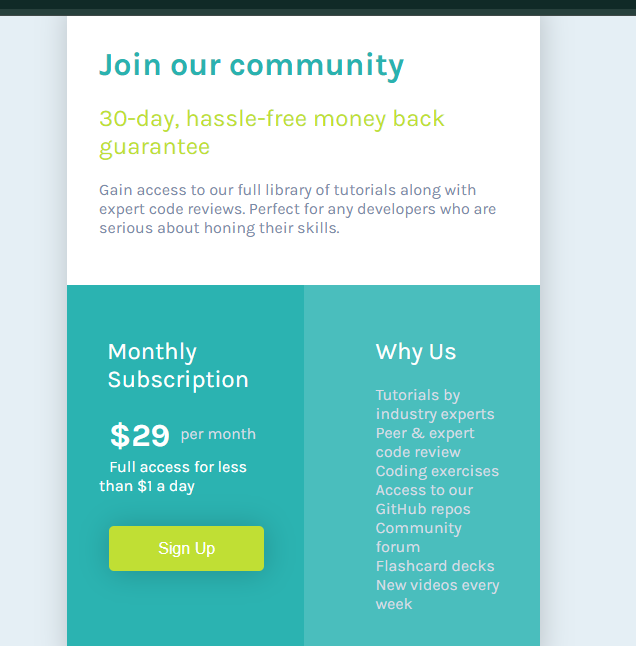 Join our community
30-day, hassle-free money back
guarantee
Gain access to our full library of tutorials along with
expert code reviews. Perfect for any developers who are
serious about honing their skills.
Monthly
Subscription
$29 per month
Full access for less
than $1 a day
Sign Up
Why Us
Tutorials by
industry experts
Peer & expert
code review
Coding exercises
Access to our
GitHub repos
Community
forum
Flashcard decks
New videos every
week